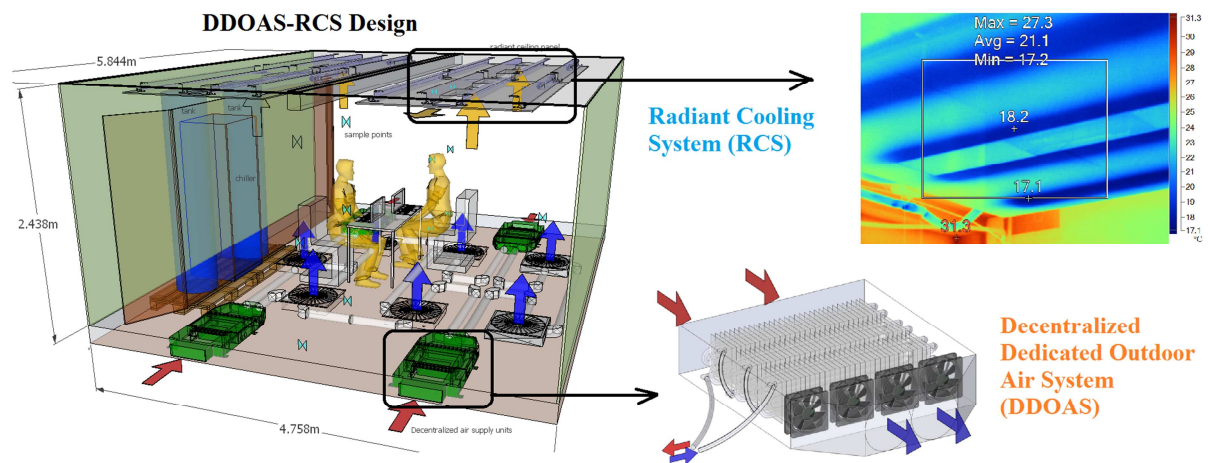 DDOAS-RCS Design
radiant ceiling panel
5.844m
tank
tank
sample points
chiller
2.438m
4.758m
Decentralized air supply units
Radiant Cooling
System (RCS)
Max = 27.3
Avg = 21.1
Min = 17.2
18.2
17.1
31.3
31.3
29
28
27
26
25
24
23
22
21
20
19
18
17.1
°C
Decentralized
Dedicated Outdoor
Air System
(DDOAS)